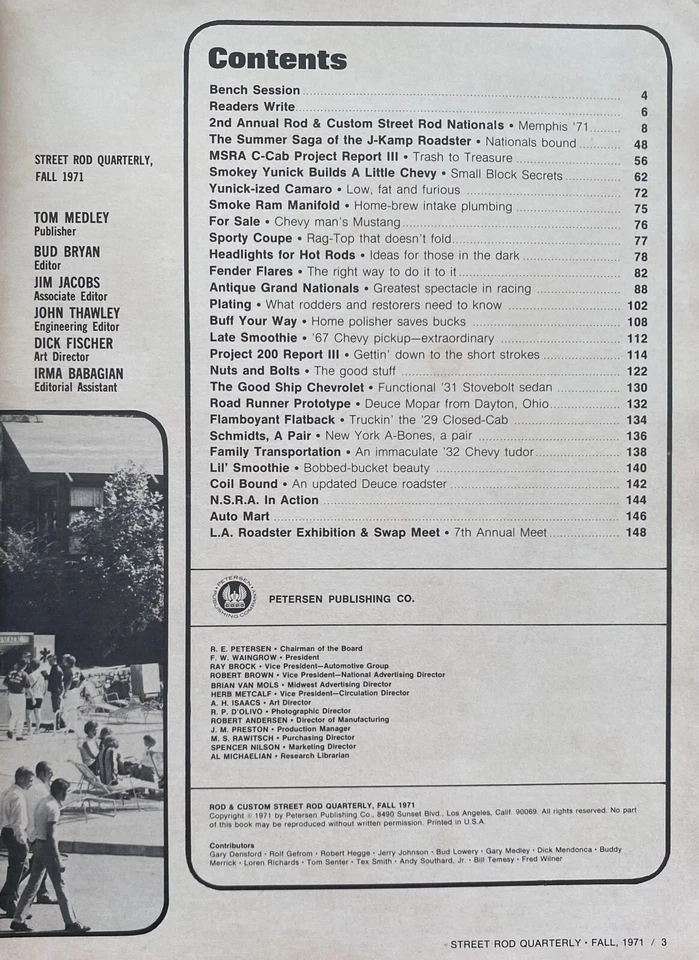 STREET ROD QUARTERLY,
FALL 1971
TOM MEDLEY
Publisher
BUD BRYAN
Editor
JIM JACOBS
Associate Editor
JOHN THAWLEY
Engineering Editor
DICK FISCHER
Art Director
IRMA BABAGIAN
Editorial Assistant
Contents
Bench Session 4
Readers Write 6
2nd Annual Rod & Custom Street Rod Nationals • Memphis '71 8
The Summer Saga of the J-Kamp Roadster • Nationals bound 48
MSRA C-Cab Project Report III • Trash to Treasure 56
Smokey Yunick Builds A Little Chevy • Small Block Secrets 62
Yunick-ized Camaro • Low, fat and furious 72
Smoke Ram Manifold • Home-brew intake plumbing 75
For Sale • Chevy man's Mustang 76
Sporty Coupe • Rag-Top that doesn't fold 77
Headlights for Hot Rods • Ideas for those in the dark 78
Fender Flares • The right way to do it to it 82
Antique Grand Nationals • Greatest spectacle in racing 88
Plating • What rodders and restorers need to know 102
Buff Your Way • Home polisher saves bucks 108
Late Smoothie • '67 Chevy pickup—extraordinary 112
Project 200 Report III • Gettin' down to the short strokes 114
Nuts and Bolts • The good stuff 122
The Good Ship Chevrolet • Functional '31 Stovebolt sedan 130
Road Runner Prototype • Deuce Mopar from Dayton, Ohio 132
Flamboyant Flatback • Truckin' the '29 Closed-Cab 134
Schmidts, A Pair • New York A-Bones, a pair 136
Family Transportation • An immaculate '32 Chevy tudor 138
Lil' Smoothie • Bobbed-bucket beauty 140
Coil Bound • An updated Deuce roadster 142
N.S.R.A. In Action 144
Auto Mart 146
L.A. Roadster Exhibition & Swap Meet • 7th Annual Meet 148
PETERSEN PUBLISHING COMPANY
PETERSEN PUBLISHING CO.
R. E. PETERSEN • Chairman of the Board
F. W. WAINGROW • President
RAY BROCK • Vice President—Automotive Group
ROBERT BROWN • Vice President—National Advertising Director
BRIAN VAN MOLS • Midwest Advertising Director
HERB METCALF • Vice President—Circulation Director
A. H. ISAACS • Art Director
R. P. D'OLIVO • Photographic Director
ROBERT ANDERSEN • Director of Manufacturing
J. M. PRESTON • Production Manager
M. S. RAWITSCH • Purchasing Director
SPENCER NILSON • Marketing Director
AL MICHAELIAN • Research Librarian
ROD & CUSTOM STREET ROD QUARTERLY, FALL 1971
Copyright © 1971 by Petersen Publishing Co., 8490 Sunset Blvd., Los Angeles, Calif. 90069. All rights reserved. No part
of this book may be reproduced without written permission. Printed in U.S.A.
Contributors
Gary Densford • Rolf Gefrom • Robert Hegge • Jerry Johnson • Bud Lowery • Gary Medley • Dick Mendonca • Buddy
Merrick • Loren Richards • Tom Senter • Tex Smith • Andy Southard, Jr. • Bill Temesy • Fred Wilner
STREET ROD QUARTERLY • FALL, 1971 / 3